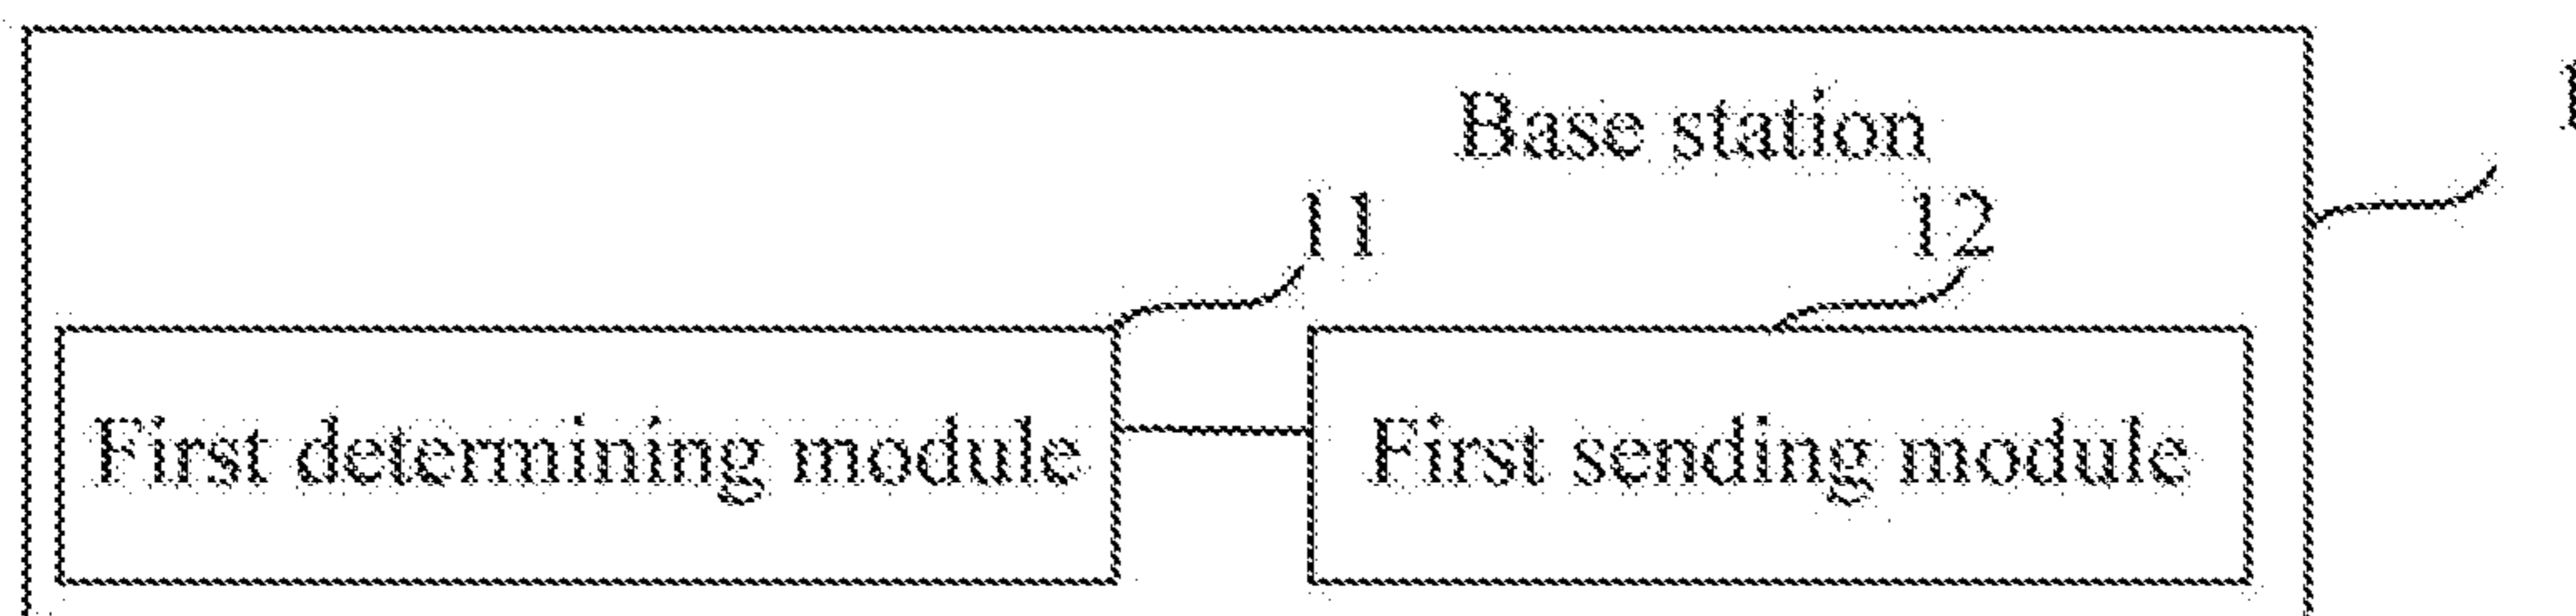 Base station
11 12
First determining module First sending module